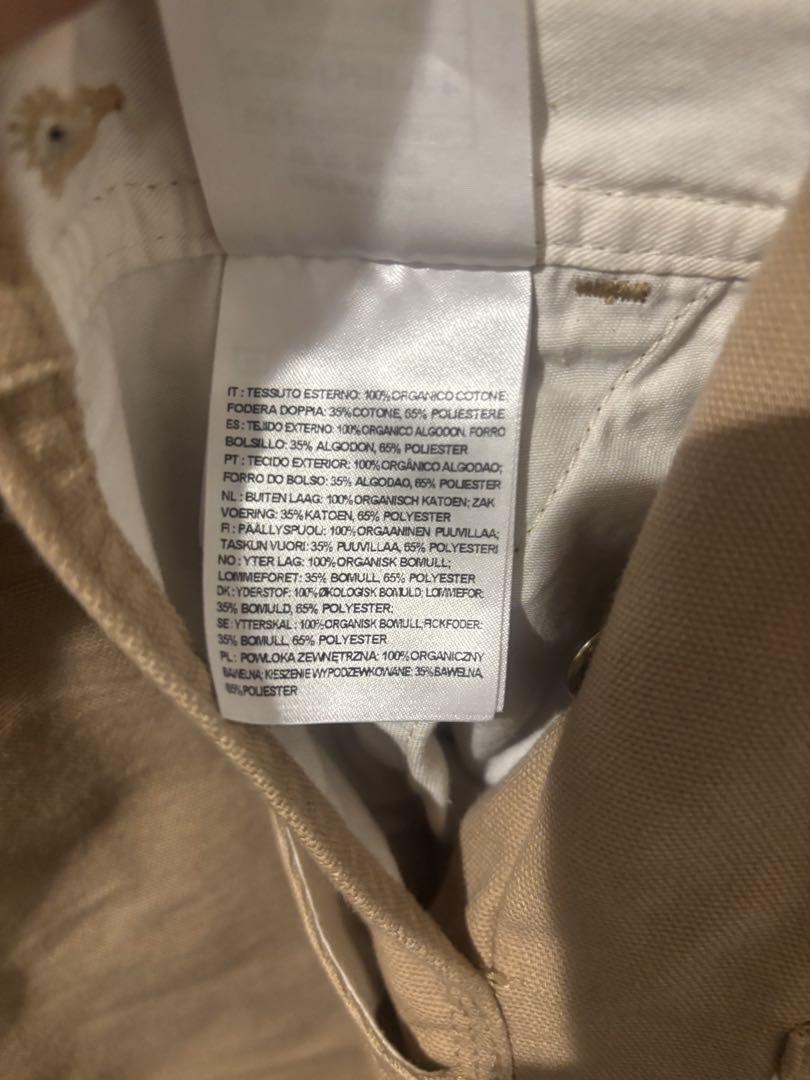 IT : TESSUTO ESTERNO: 100% ORGANICO COTONE;
FODERA DOPPIA: 35% COTONE, 65% POLIESTERE
ES : TEJIDO EXTERNO: 100% ORGANICO ALGODON, FORRO
BOLSILLO: 35% ALGODON, 65% POLIESTER
PT : TECIDO EXTERIOR: 100% ORGÂNICO ALGODAO;
FORRO DO BOLSO: 35% ALGODAO, 65% POLIESTER
NL : BUITEN LAAG: 100% ORGANISCH KATOEN; ZAK
VOERING: 35% KATOEN, 65% POLYESTER
FI : PÄÄLLYSPUOLI: 100% ORGAANINEN PUUVILLAA;
TASKUN VUORI: 35% PUUVILLAA, 65% POLYESTERI
NO : YTER LAG: 100% ORGANISK BOMULL;
LOMMEFORET: 35% BOMULL, 65% POLYESTER
DK : YDERSTOF: 100% ØKOLOGISK BOMULD; LOMMEFOR:
35% BOMULD, 65% POLYESTER;
SE : YTTERSKAL : 100% ORGANISK BOMULL; FICKFODER:
35% BOMULL, 65% POLYESTER
PL : POWLOKA ZEWNĘTRZNA: 100% ORGANICZNY
BAWELNA; KIESZENIE WYPODZEWKOWANE: 35% BAWELNA,
65% POLIESTER